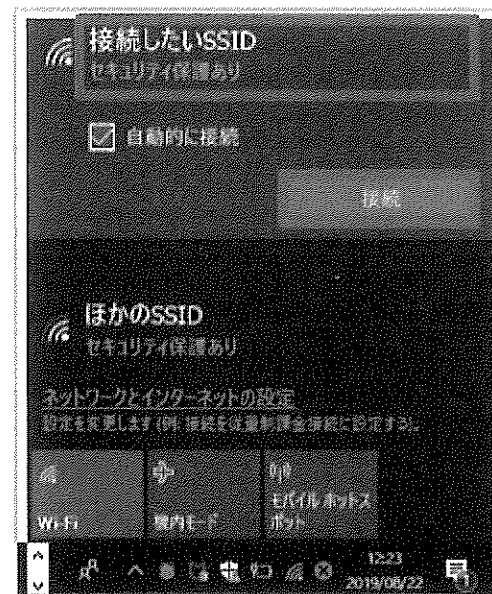 接続したいSSID
セキュリティ保護あり
自動的に接続
接続
ほかのSSID
セキュリティ保護あり
ネットワークとインターネットの設定
設定を変更します (例: 接続を従量制課金接続に設定する)。
Wi-Fi
機内モード
モバイル ホットス
ポット
12:23
2019/08/22
1